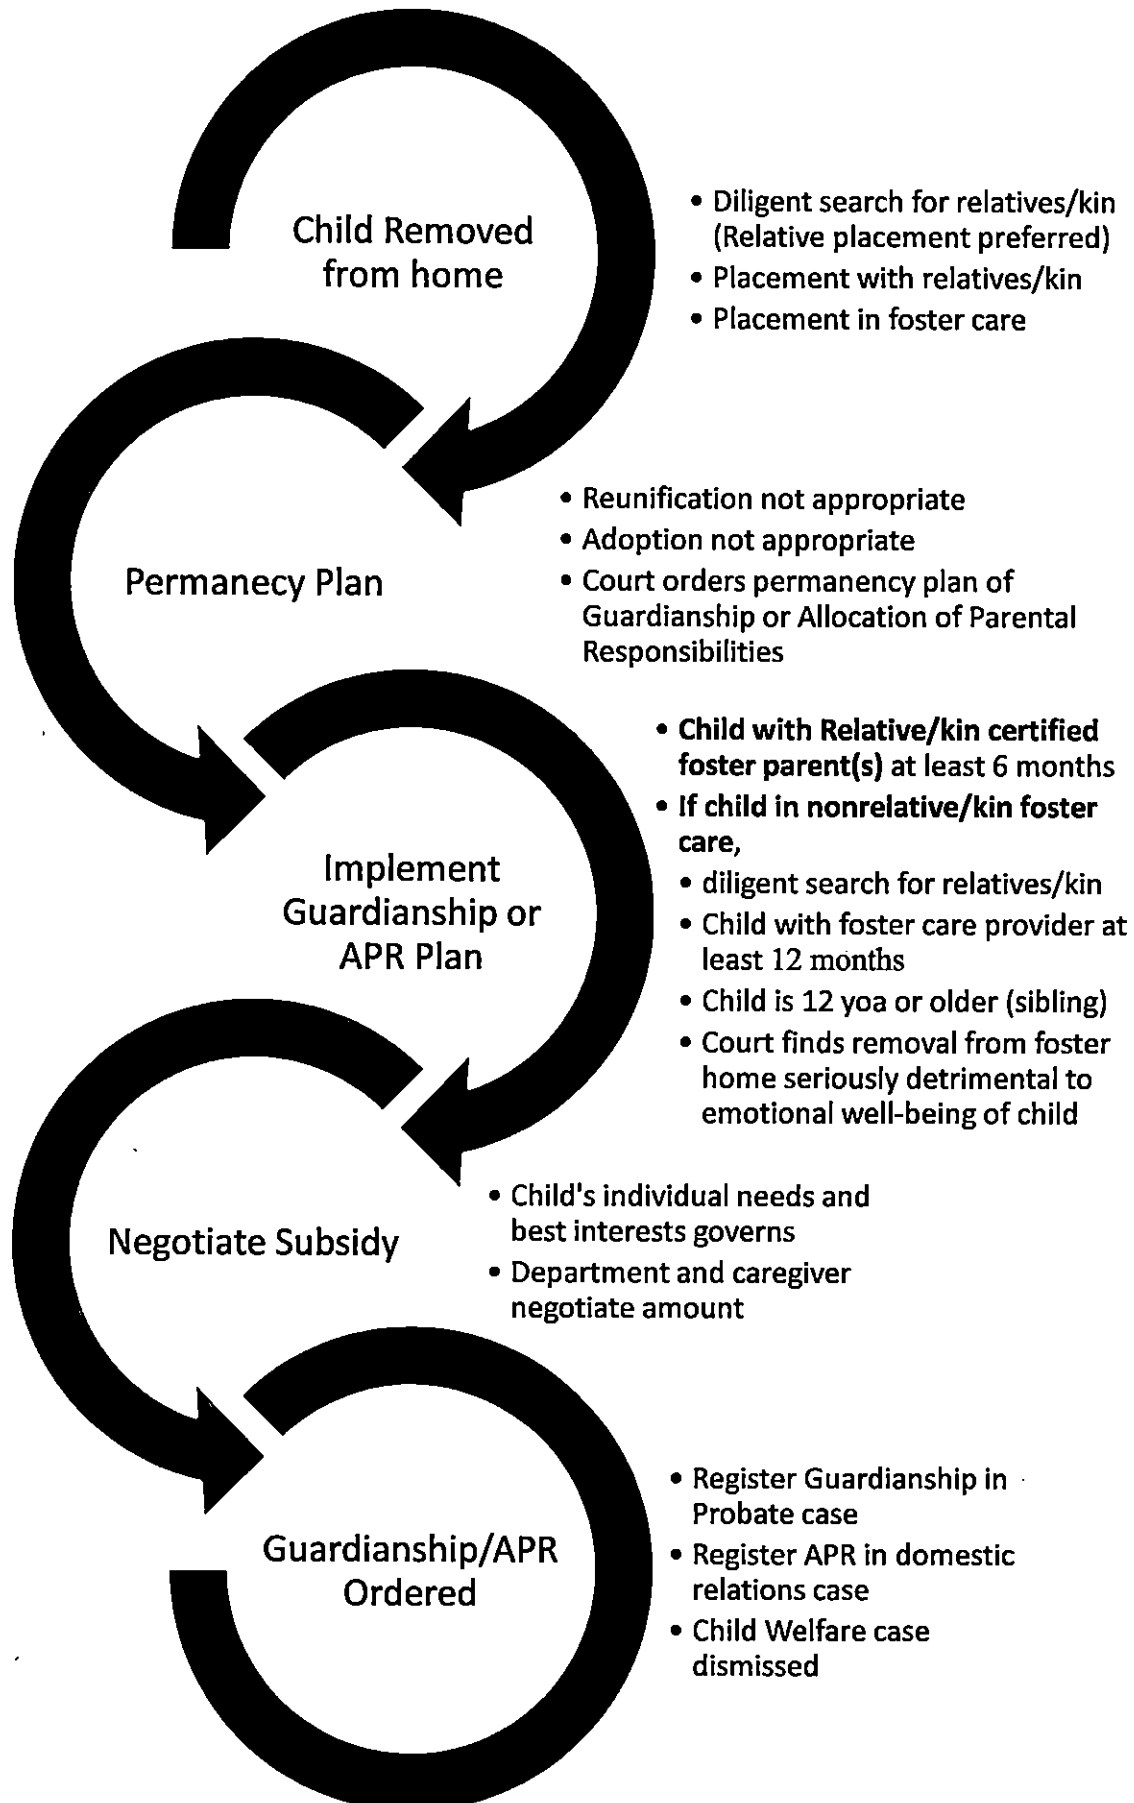 Child Removed
from home
• Diligent search for relatives/kin
(Relative placement preferred)
• Placement with relatives/kin
• Placement in foster care
Permanecy Plan
• Reunification not appropriate
• Adoption not appropriate
• Court orders permanency plan of
Guardianship or Allocation of Parental
Responsibilities
Implement
Guardianship or
APR Plan
• Child with Relative/kin certified
foster parent(s) at least 6 months
• If child in nonrelative/kin foster
care,
• diligent search for relatives/kin
• Child with foster care provider at
least 12 months
• Child is 12 yoa or older (sibling)
• Court finds removal from foster
home seriously detrimental to
emotional well-being of child
Negotiate Subsidy
• Child's individual needs and
best interests governs
• Department and caregiver
negotiate amount
Guardianship/APR
Ordered
• Register Guardianship in
Probate case
• Register APR in domestic
relations case
• Child Welfare case
dismissed